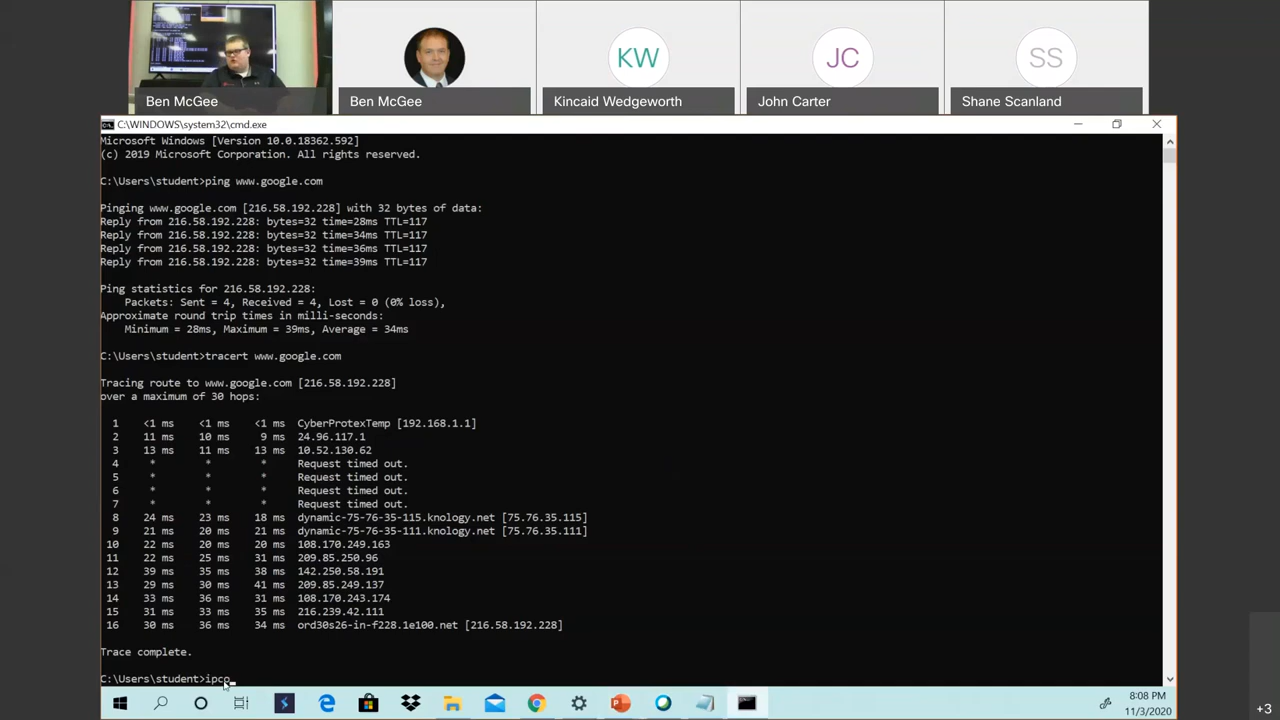 Ben McGee
Ben McGee
KW
Kincaid Wedgeworth
JC
John Carter
SS
Shane Scanland
C:\WINDOWS\system32\cmd.exe
Microsoft Windows [Version 10.0.18362.592]
(c) 2019 Microsoft Corporation. All rights reserved.
C:\Users\student>ping www.google.com
Pinging www.google.com [216.58.192.228] with 32 bytes of data:
Reply from 216.58.192.228: bytes=32 time=28ms TTL=117
Reply from 216.58.192.228: bytes=32 time=34ms TTL=117
Reply from 216.58.192.228: bytes=32 time=36ms TTL=117
Reply from 216.58.192.228: bytes=32 time=39ms TTL=117
Ping statistics for 216.58.192.228:
Packets: Sent = 4, Received = 4, Lost = 0 (0% loss),
Approximate round trip times in milli-seconds:
Minimum = 28ms, Maximum = 39ms, Average = 34ms
C:\Users\student>tracert www.google.com
Tracing route to www.google.com [216.58.192.228]
over a maximum of 30 hops:
1 <1 ms <1 ms <1 ms CyberProtexTemp [192.168.1.1]
2 11 ms 10 ms 9 ms 24.96.117.1
3 13 ms 11 ms 13 ms 10.52.130.62
4 * * * Request timed out.
5 * * * Request timed out.
6 * * * Request timed out.
7 * * * Request timed out.
8 24 ms 23 ms 18 ms dynamic-75-76-35-115.knology.net [75.76.35.115]
9 21 ms 20 ms 21 ms dynamic-75-76-35-111.knology.net [75.76.35.111]
10 22 ms 20 ms 20 ms 108.170.249.163
11 22 ms 25 ms 31 ms 209.85.250.96
12 39 ms 35 ms 38 ms 142.250.58.191
13 29 ms 30 ms 41 ms 209.85.249.137
14 33 ms 36 ms 31 ms 108.170.243.174
15 31 ms 33 ms 35 ms 216.239.42.111
16 30 ms 36 ms 34 ms ord30s26-in-f228.1e100.net [216.58.192.228]
Trace complete.
C:\Users\student>ipco_
8:08 PM
11/3/2020
+3